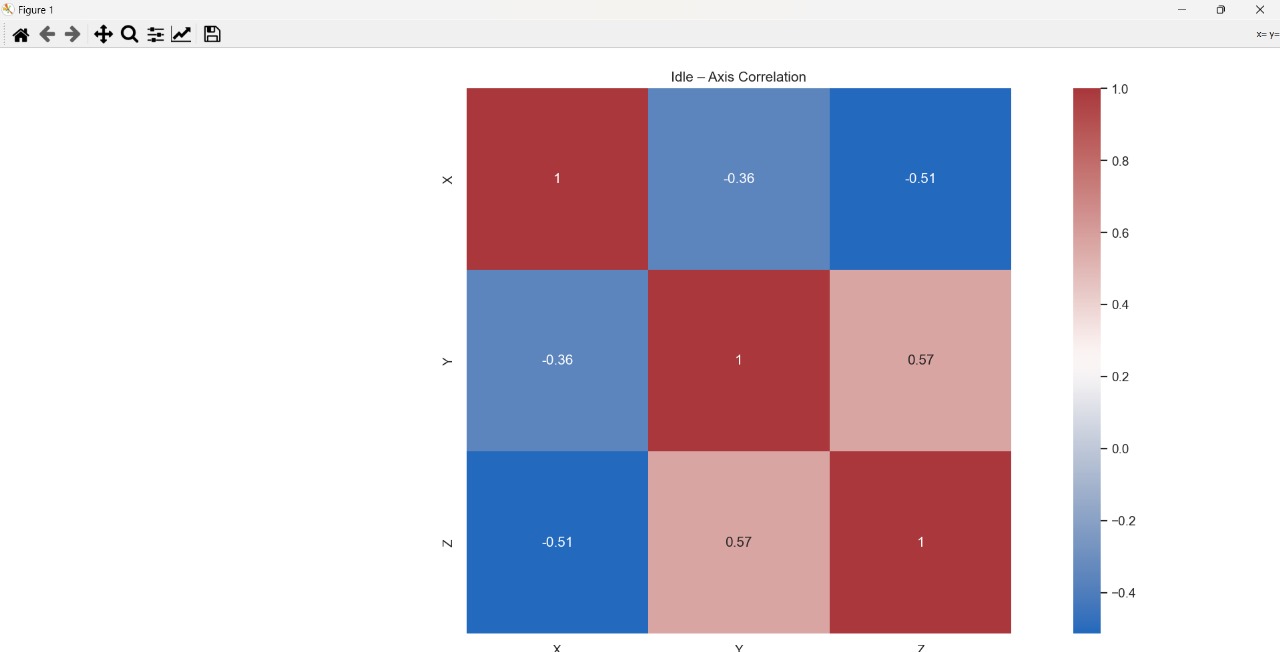 Figure 1
x= y=
Idle – Axis Correlation
X
1
-0.36
-0.51
Y
-0.36
1
0.57
Z
-0.51
0.57
1
X
Y
Z
1.0
0.8
0.6
0.4
0.2
0.0
−0.2
−0.4